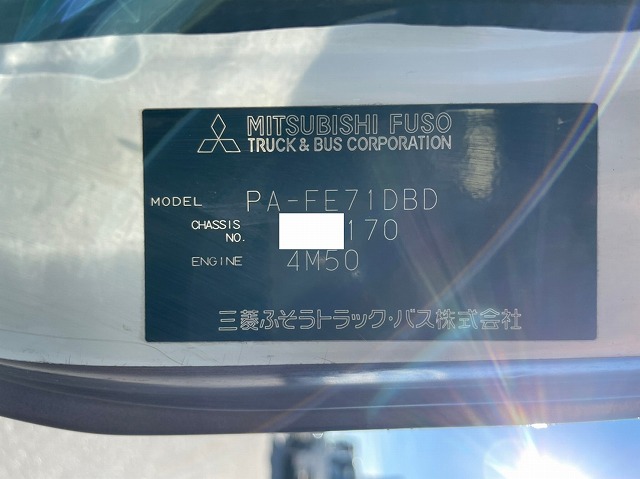 MITSUBISHI FUSO
TRUCK & BUS CORPORATION
MODEL PA-FE71DBD
CHASSIS NO. 170
ENGINE 4M50
三菱ふそうトラック・バス株式会社